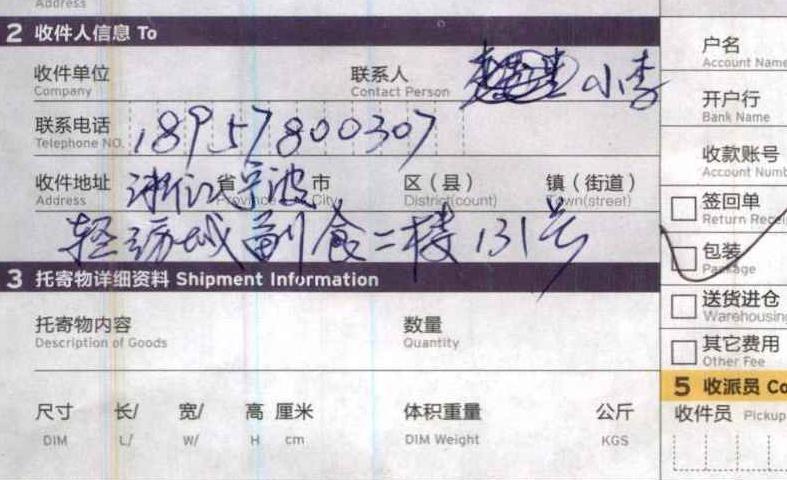 Address
2 收件人信息 To
收件单位 联系人 小李
Company Contact Person
联系电话 18957800307
Telephone NO.
收件地址 浙江省宁波市 区（县） 镇（街道）
Address Province City District(count) Town(street)
轻纺城副食二楼131号
3 托寄物详细资料 Shipment Information
托寄物内容 数量
Description of Goods Quantity
尺寸 长/ 宽/ 高 厘米 体积重量 公斤
DIM L/ W/ H cm DIM Weight KGS
户名
Account Name
开户行
Bank Name
收款账号
Account Numb
签回单
Return Recei
包装
Package
送货进仓
Warehousing
其它费用
Other Fee
5 收派员 Co
收件员 Pickup